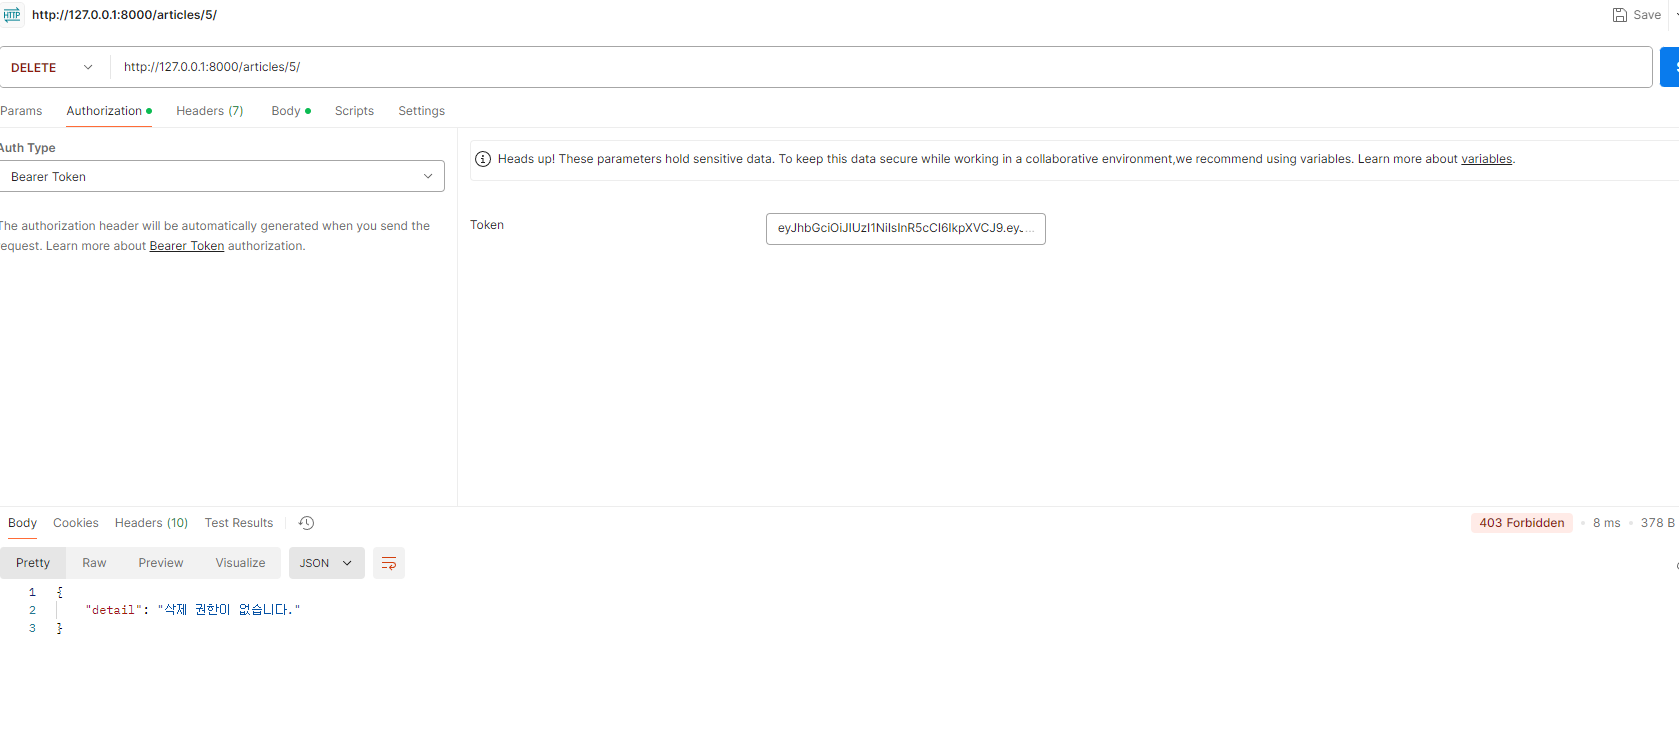 HTTP http://127.0.0.1:8000/articles/5/ Save
DELETE http://127.0.0.1:8000/articles/5/
Params Authorization Headers (7) Body Scripts Settings
Auth Type
Heads up! These parameters hold sensitive data. To keep this data secure while working in a collaborative environment,we recommend using variables. Learn more about variables.
Bearer Token
The authorization header will be automatically generated when you send the
request. Learn more about Bearer Token authorization.
Token eyJhbGciOiJIUzI1NiIsInR5cCI6IkpXVCJ9.ey...
Body Cookies Headers (10) Test Results 403 Forbidden 8 ms 378 B
Pretty Raw Preview Visualize JSON
1 {
2 "detail": "삭제 권한이 없습니다."
3 }